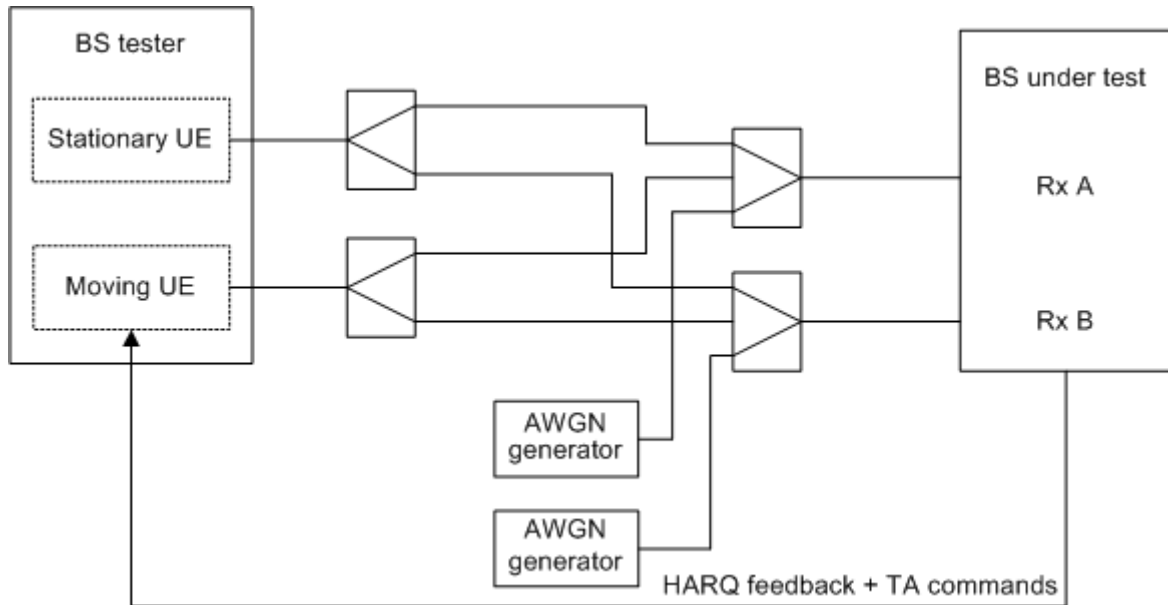 BS tester
Stationary UE
Moving UE
BS under test
Rx A
Rx B
AWGN
generator
AWGN
generator
HARQ feedback + TA commands